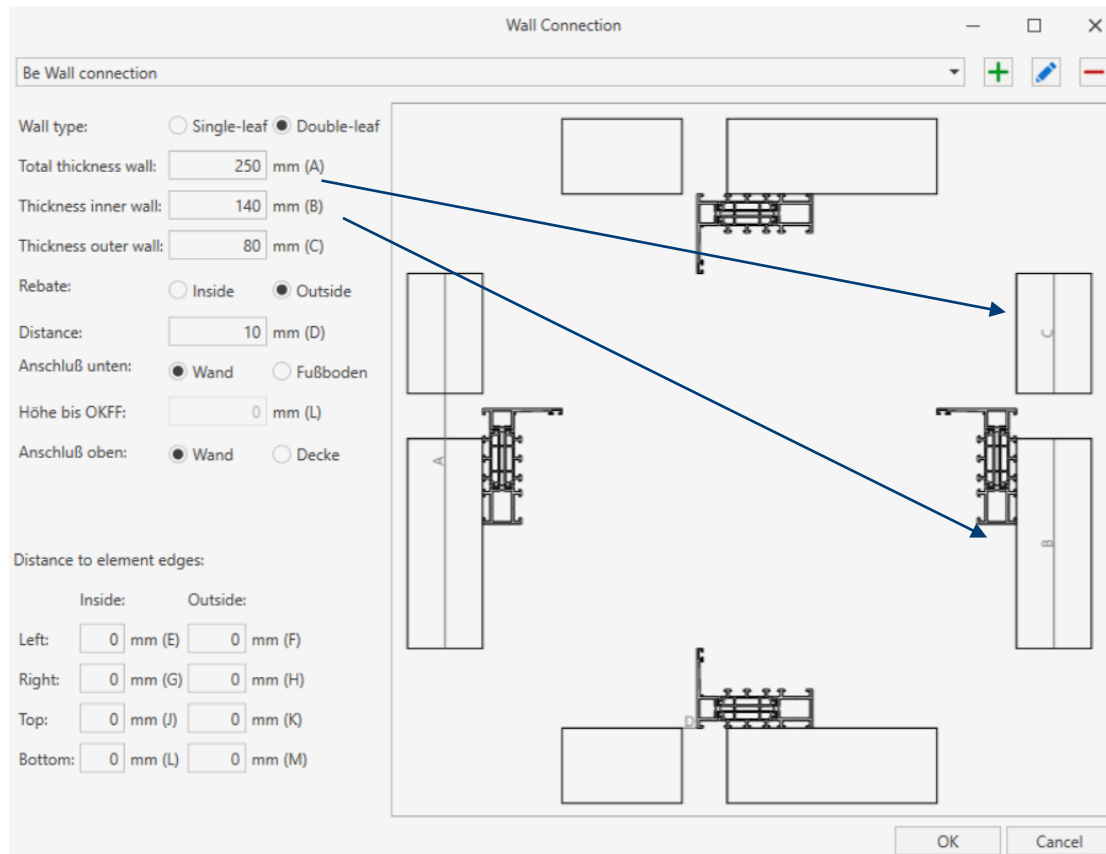 Wall Connection
Be Wall connection
Wall type: Single-leaf Double-leaf
Total thickness wall: 250 mm (A)
Thickness inner wall: 140 mm (B)
Thickness outer wall: 80 mm (C)
Rebate: Inside Outside
Distance: 10 mm (D)
Anschluß unten: Wand Fußboden
Höhe bis OKFF: 0 mm (L)
Anschluß oben: Wand Decke
Distance to element edges:
Inside: Outside:
Left: 0 mm (E) 0 mm (F)
Right: 0 mm (G) 0 mm (H)
Top: 0 mm (J) 0 mm (K)
Bottom: 0 mm (L) 0 mm (M)
C
A
B
D
OK Cancel